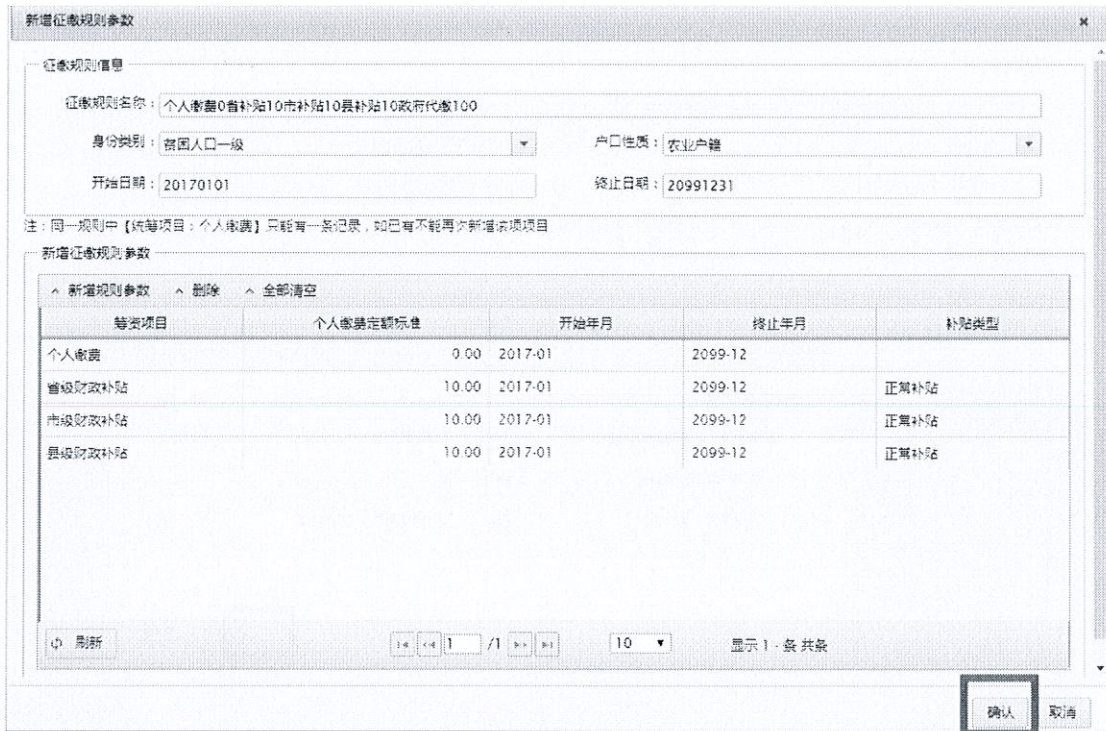 新增征缴规则参数
征缴规则信息
征缴规则名称：个人缴费0省补贴10市补贴10县补贴10政府代缴100
身份类别：贫困人口一级 户口性质：农业户籍
开始日期：20170101 终止日期：20991231
注：同一规则中【统筹项目：个人缴费】只能有一条记录，如已有不能再次新增该项项目
新增征缴规则参数
新增规则参数 删除 全部清空
筹资项目 个人缴费定额标准 开始年月 终止年月 补贴类型
个人缴费 0.00 2017-01 2099-12
省级财政补贴 10.00 2017-01 2099-12 正常补贴
市级财政补贴 10.00 2017-01 2099-12 正常补贴
县级财政补贴 10.00 2017-01 2099-12 正常补贴
刷新 1 /1 10 显示 1 - 条 共条
确认 取消